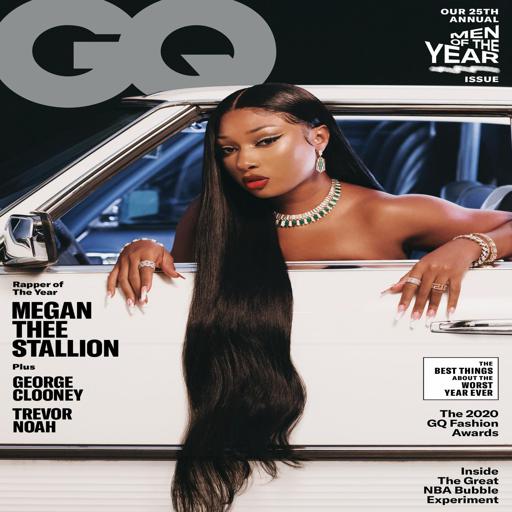 GQ
OUR 25TH
ANNUAL
MEN
OF THE
YEAR
ISSUE
Rapper of
The Year
MEGAN
THEE
STALLION
Plus
GEORGE
CLOONEY
TREVOR
NOAH
THE
BEST THINGS
ABOUT THE
WORST
YEAR EVER
The 2020
GQ Fashion
Awards
Inside
The Great
NBA Bubble
Experiment